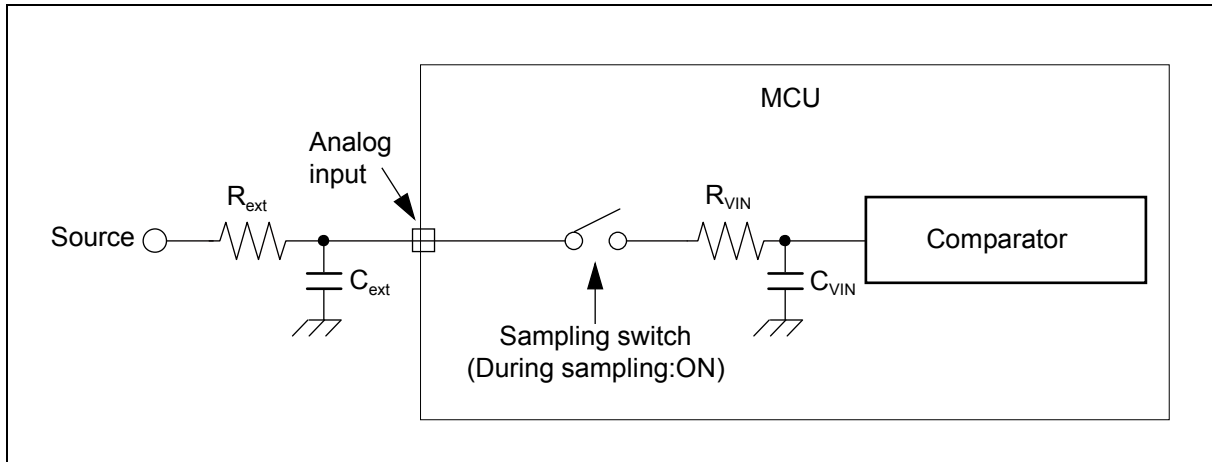 MCU
Analog
input
R_ext
R_VIN
Source
Comparator
C_ext
C_VIN
Sampling switch
(During sampling:ON)